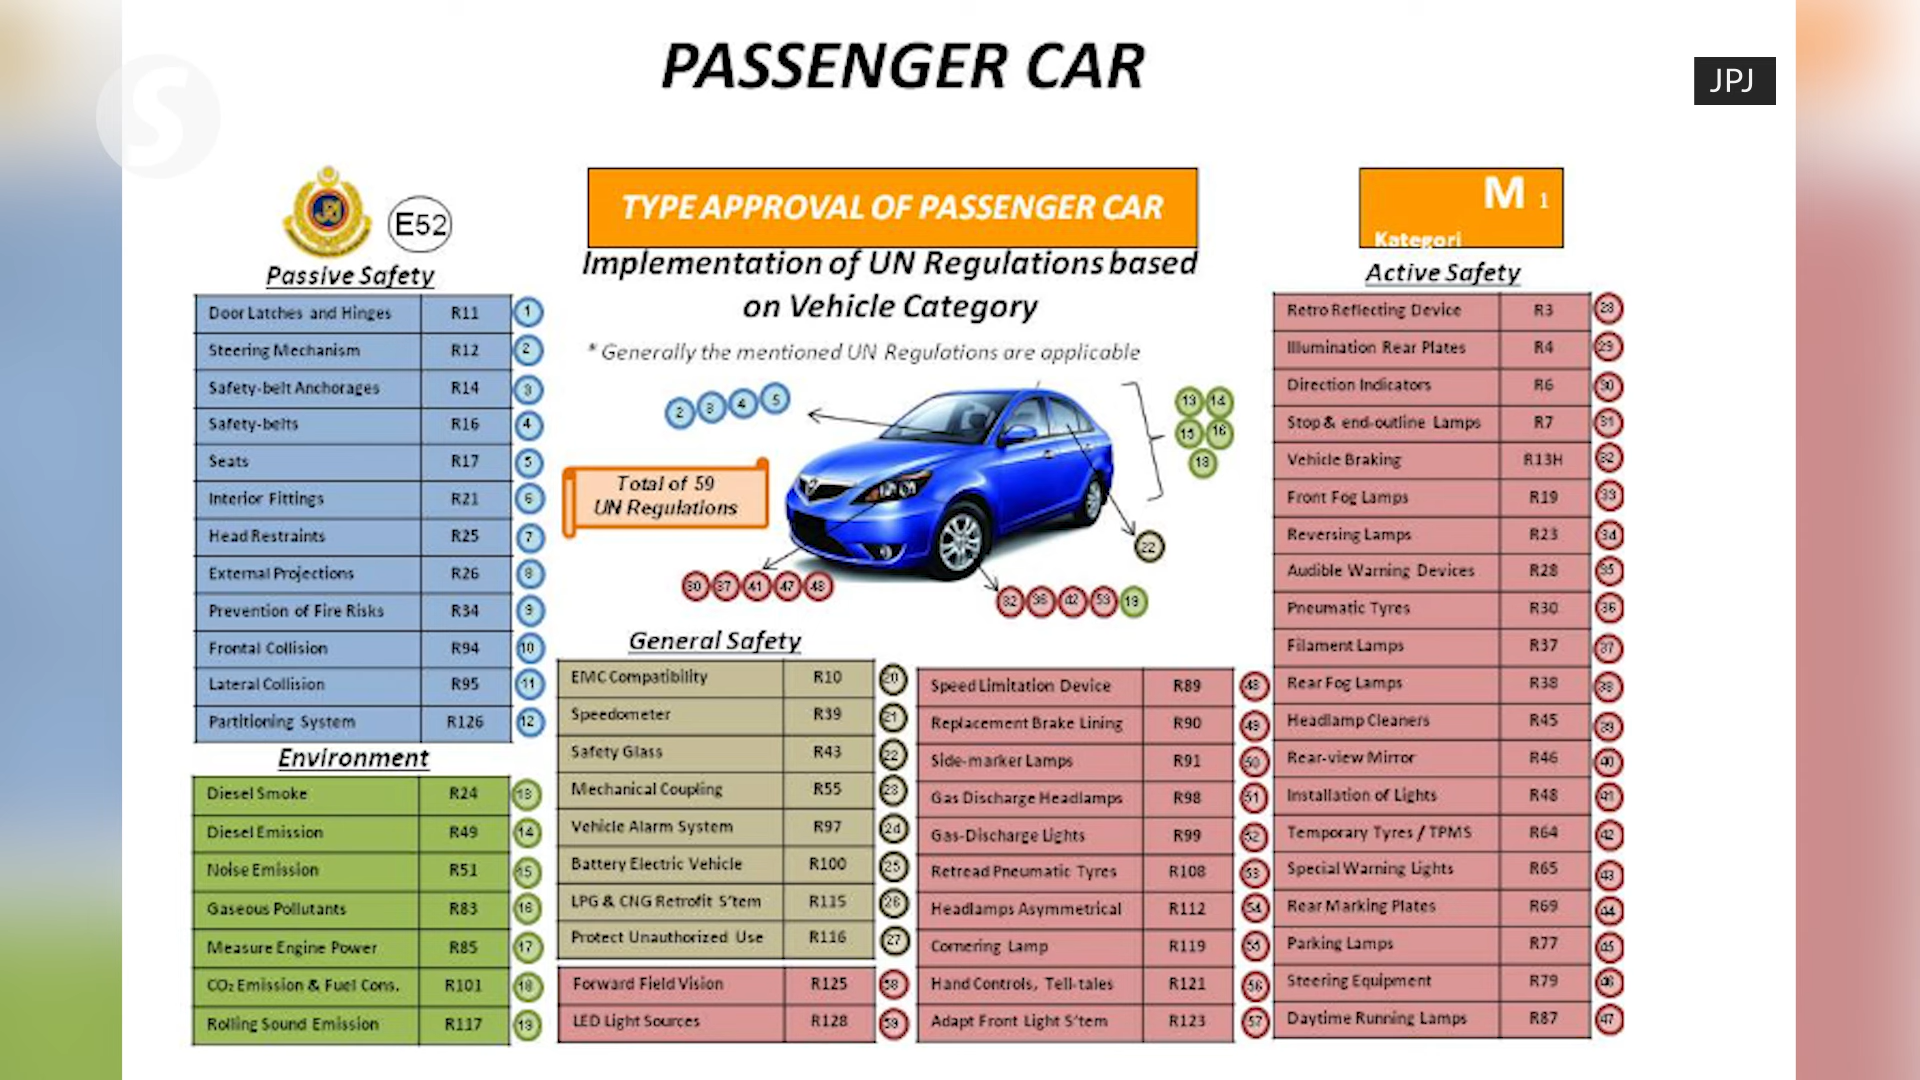 PASSENGER CAR
JPJ
S
E52
TYPE APPROVAL OF PASSENGER CAR
M 1
Kategori
Implementation of UN Regulations based
on Vehicle Category
* Generally the mentioned UN Regulations are applicable
Total of 59
UN Regulations
2 3 4 5
13 14
15 16
18
22
30 37 41 47 48
32 36 42 53 19
Passive Safety
Door Latches and Hinges R11 1
Steering Mechanism R12 2
Safety-belt Anchorages R14 3
Safety-belts R16 4
Seats R17 5
Interior Fittings R21 6
Head Restraints R25 7
External Projections R26 8
Prevention of Fire Risks R34 9
Frontal Collision R94 10
Lateral Collision R95 11
Partitioning System R126 12
Environment
Diesel Smoke R24 13
Diesel Emission R49 14
Noise Emission R51 15
Gaseous Pollutants R83 16
Measure Engine Power R85 17
CO₂ Emission & Fuel Cons. R101 18
Rolling Sound Emission R117 19
General Safety
EMC Compatibility R10 20
Speedometer R39 21
Safety Glass R43 22
Mechanical Coupling R55 23
Vehicle Alarm System R97 24
Battery Electric Vehicle R100 25
LPG & CNG Retrofit S'tem R115 26
Protect Unauthorized Use R116 27
Forward Field Vision R125 58
LED Light Sources R128 59
Speed Limitation Device R89 48
Replacement Brake Lining R90 49
Side-marker Lamps R91 50
Gas Discharge Headlamps R98 51
Gas-Discharge Lights R99 52
Retread Pneumatic Tyres R108 53
Headlamps Asymmetrical R112 54
Cornering Lamp R119 55
Hand Controls, Tell-tales R121 56
Adapt Front Light S'tem R123 57
Active Safety
Retro Reflecting Device R3 28
Illumination Rear Plates R4 29
Direction Indicators R6 30
Stop & end-outline Lamps R7 31
Vehicle Braking R13H 32
Front Fog Lamps R19 33
Reversing Lamps R23 34
Audible Warning Devices R28 35
Pneumatic Tyres R30 36
Filament Lamps R37 37
Rear Fog Lamps R38 38
Headlamp Cleaners R45 39
Rear-view Mirror R46 40
Installation of Lights R48 41
Temporary Tyres / TPMS R64 42
Special Warning Lights R65 43
Rear Marking Plates R69 44
Parking Lamps R77 45
Steering Equipment R79 46
Daytime Running Lamps R87 47